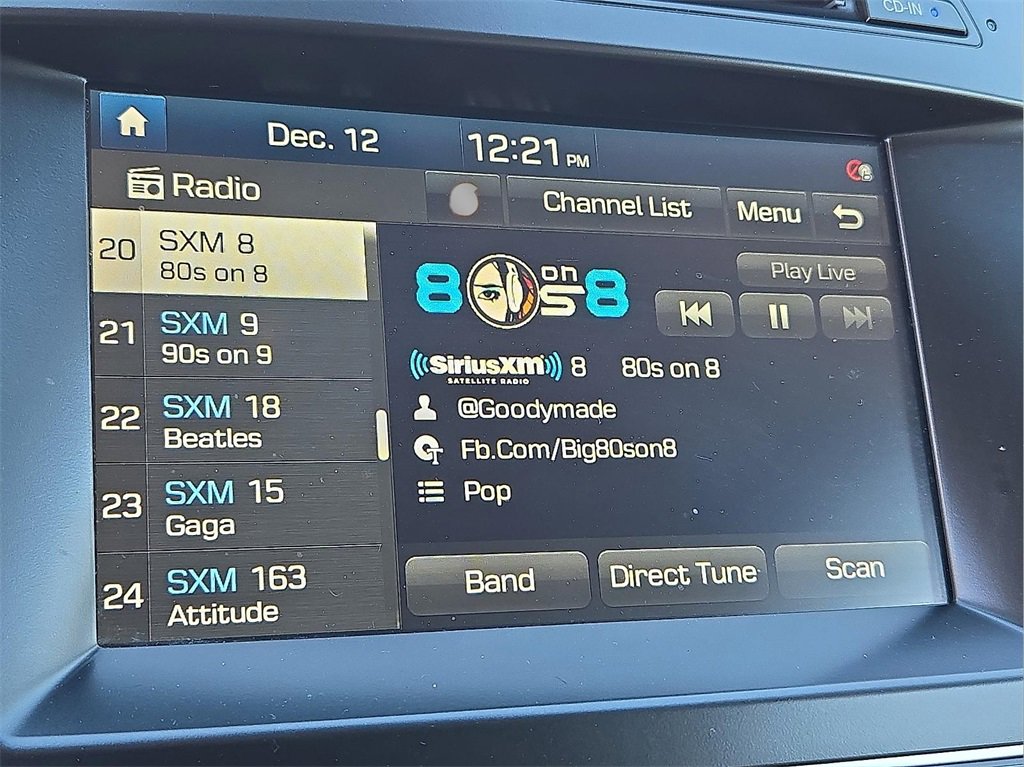 CD-IN
Dec. 12
12:21 PM
Radio
Channel List
Menu
20
SXM 8
80s on 8
21
SXM 9
90s on 9
22
SXM 18
Beatles
23
SXM 15
Gaga
24
SXM 163
Attitude
80s on 8
Play Live
SiriusXM 8 80s on 8
SATELLITE RADIO
@Goodymade
Fb.Com/Big80son8
Pop
Band
Direct Tune
Scan